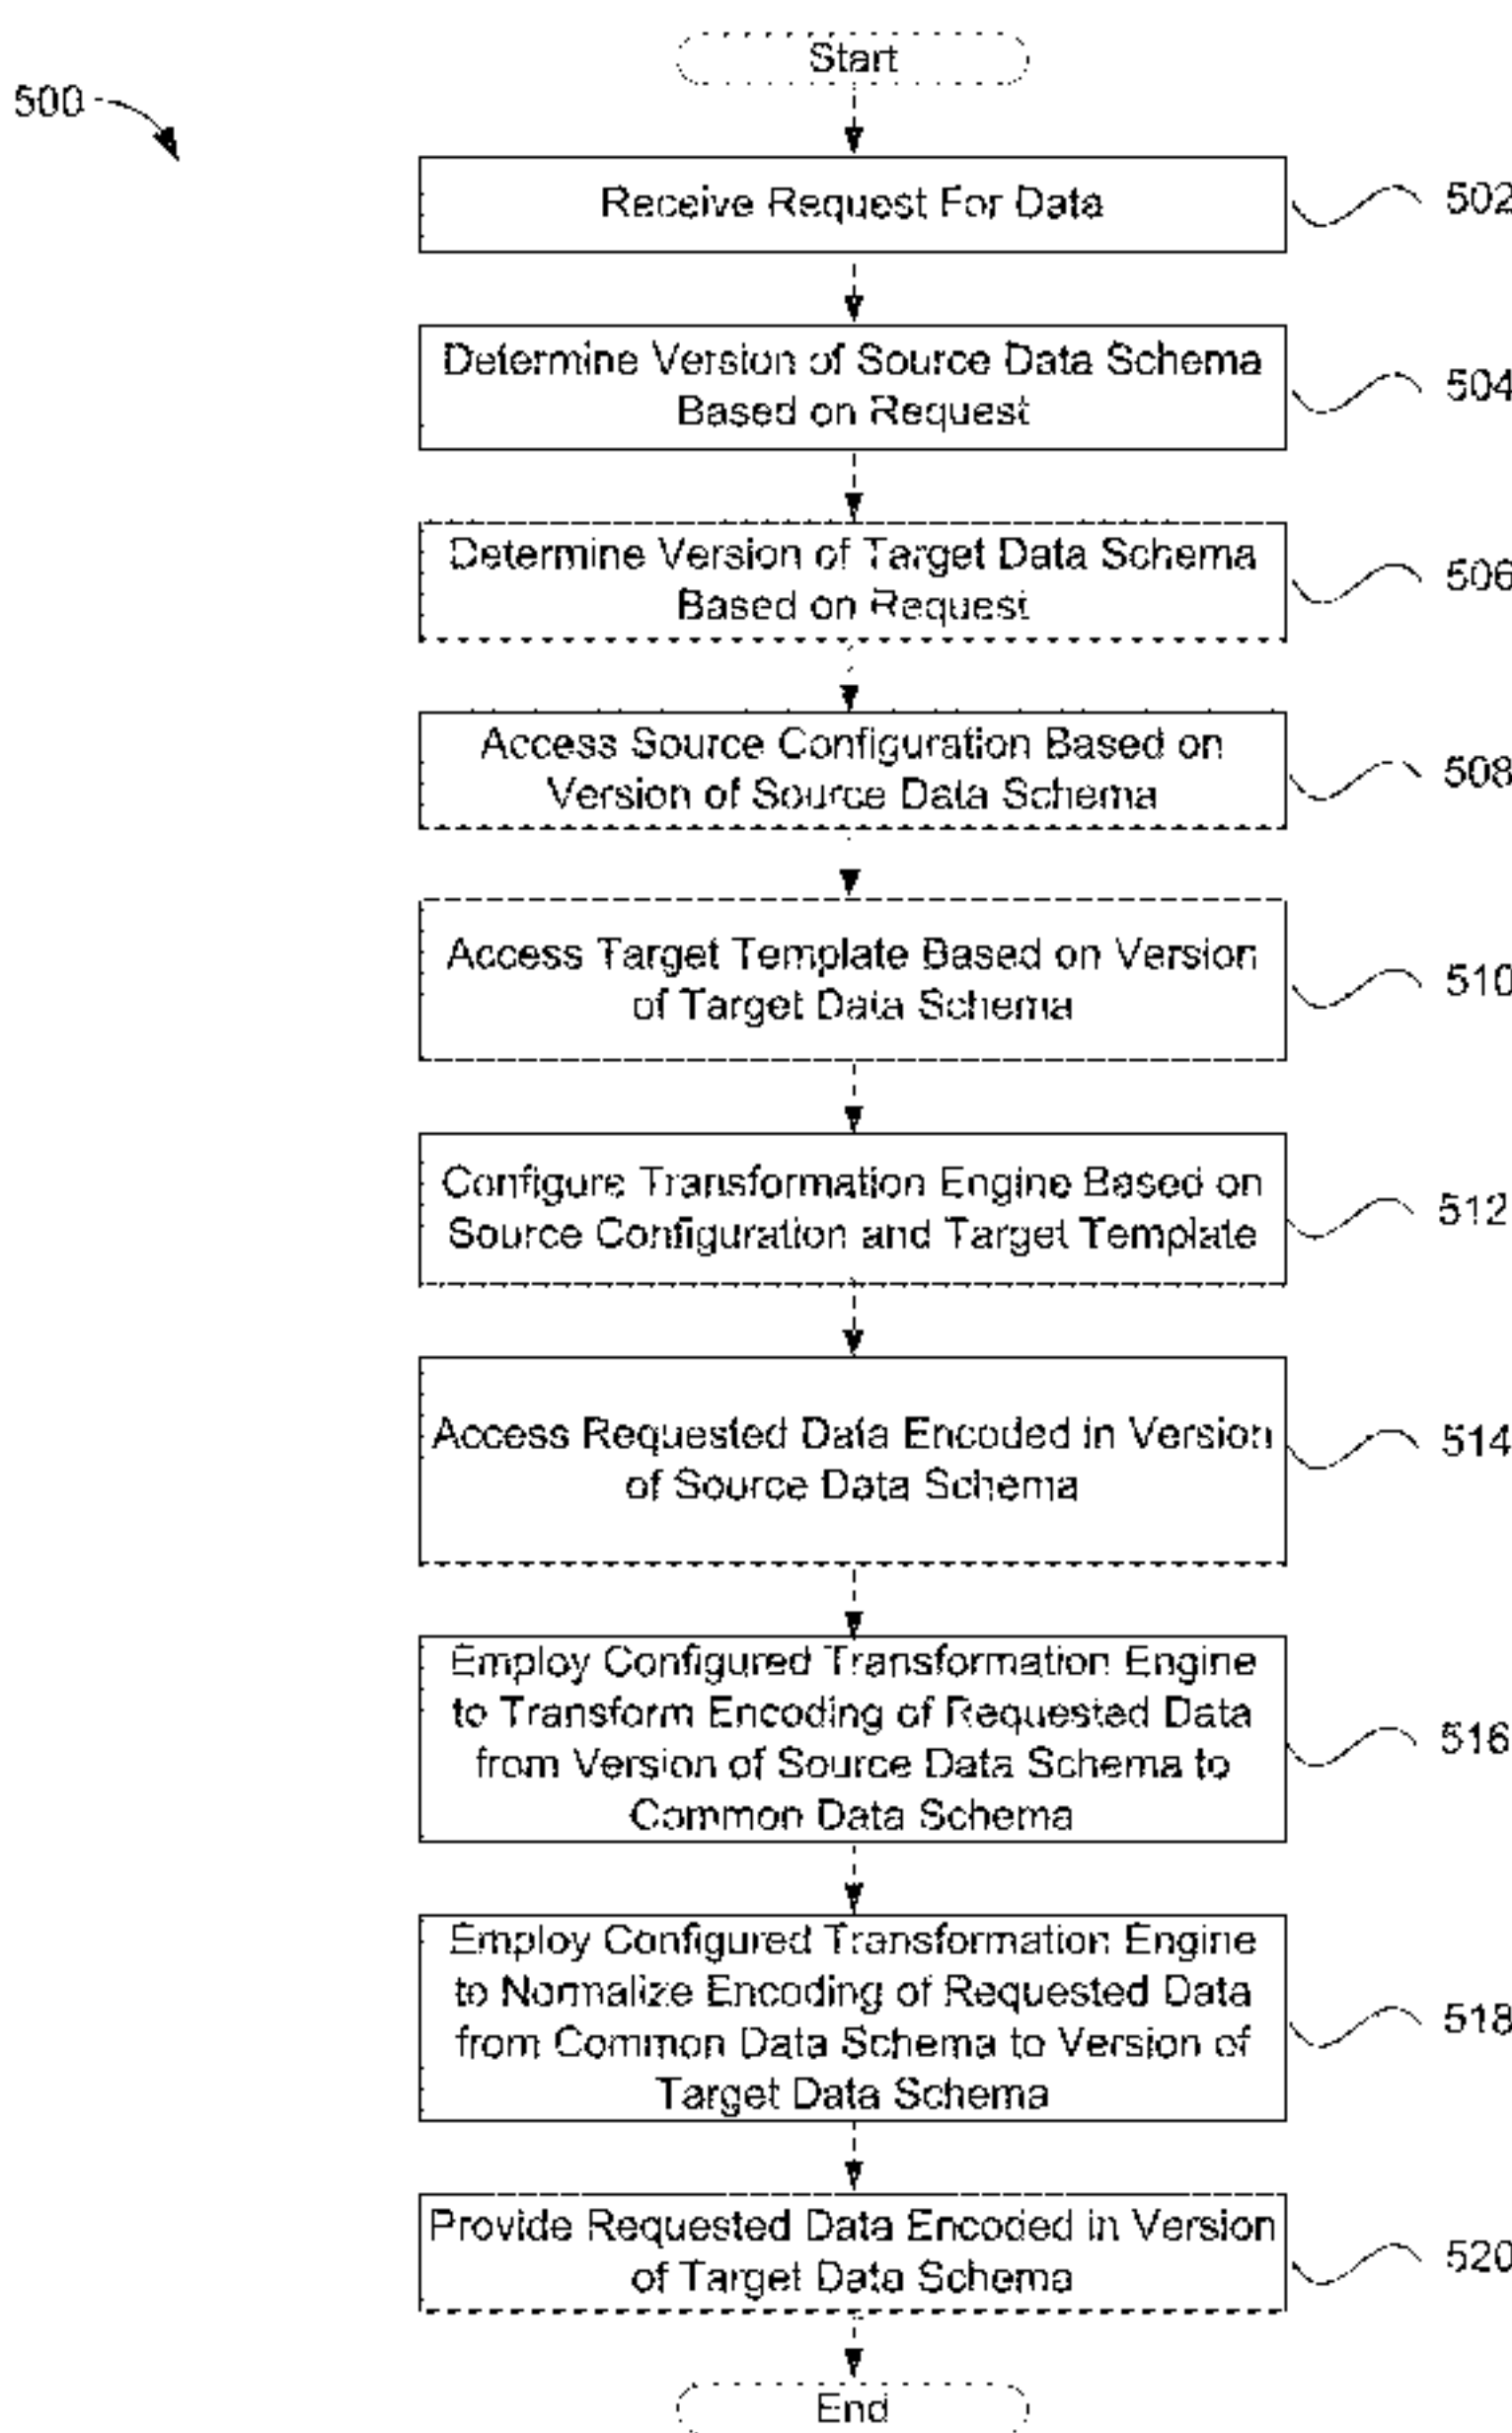 Start
500
Receive Request For Data
502
Determine Version of Source Data Schema
Based on Request
504
Determine Version of Target Data Schema
Based on Request
506
Access Source Configuration Based on
Version of Source Data Schema
508
Access Target Template Based on Version
of Target Data Schema
510
Configure Transformation Engine Based on
Source Configuration and Target Template
512
Access Requested Data Encoded in Version
of Source Data Schema
514
Employ Configured Transformation Engine
to Transform Encoding of Requested Data
from Version of Source Data Schema to
Common Data Schema
516
Employ Configured Transformation Engine
to Normalize Encoding of Requested Data
from Common Data Schema to Version of
Target Data Schema
518
Provide Requested Data Encoded in Version
of Target Data Schema
520
End